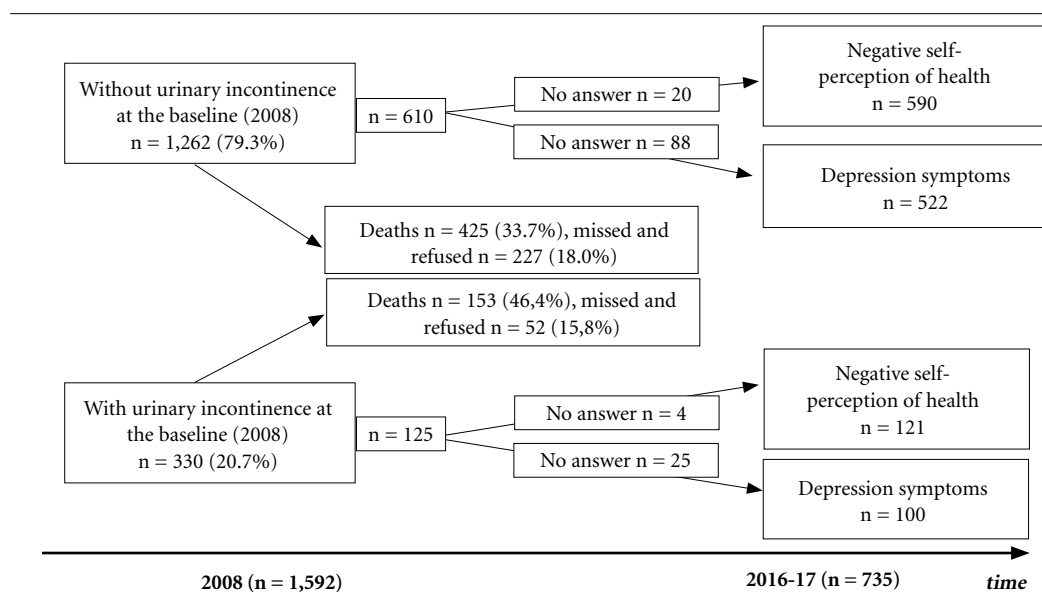 Without urinary incontinence
at the baseline (2008)
n = 1,262 (79.3%)
n = 610
No answer n = 20
No answer n = 88
Negative self-
perception of health
n = 590
Depression symptoms
n = 522
Deaths n = 425 (33.7%), missed and
refused n = 227 (18.0%)
Deaths n = 153 (46,4%), missed and
refused n = 52 (15,8%)
With urinary incontinence at
the baseline (2008)
n = 330 (20.7%)
n = 125
No answer n = 4
No answer n = 25
Negative self-
perception of health
n = 121
Depression symptoms
n = 100
2008 (n = 1,592)
2016-17 (n = 735)
time